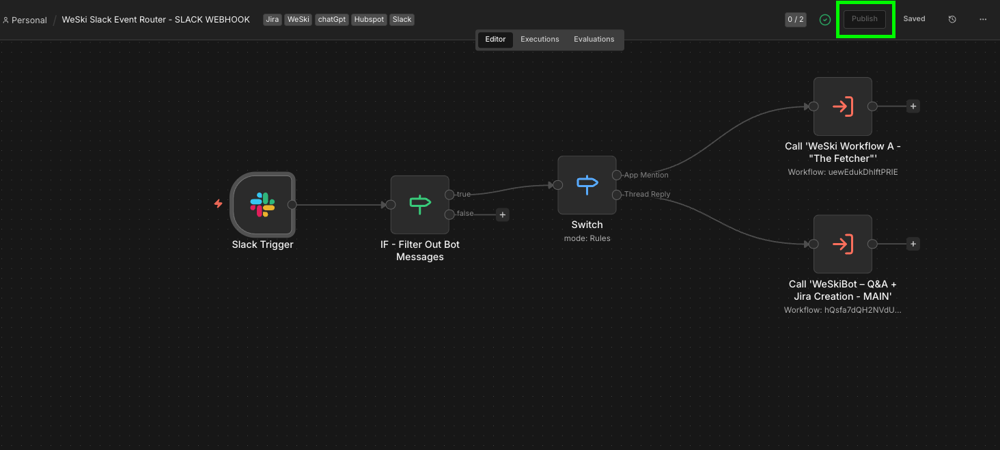 Personal / WeSki Slack Event Router - SLACK WEBHOOK Jira WeSki chatGpt Hubspot Slack 0 / 2 Publish Saved
Editor Executions Evaluations
Call 'WeSki Workflow A -
"The Fetcher"'
Workflow: uewEdukDhIftPRIE
App Mention
true
Thread Reply
false
Switch
mode: Rules
Slack Trigger
IF - Filter Out Bot
Messages
Call 'WeSkiBot – Q&A +
Jira Creation - MAIN'
Workflow: hQsfa7dQH2NVdU...